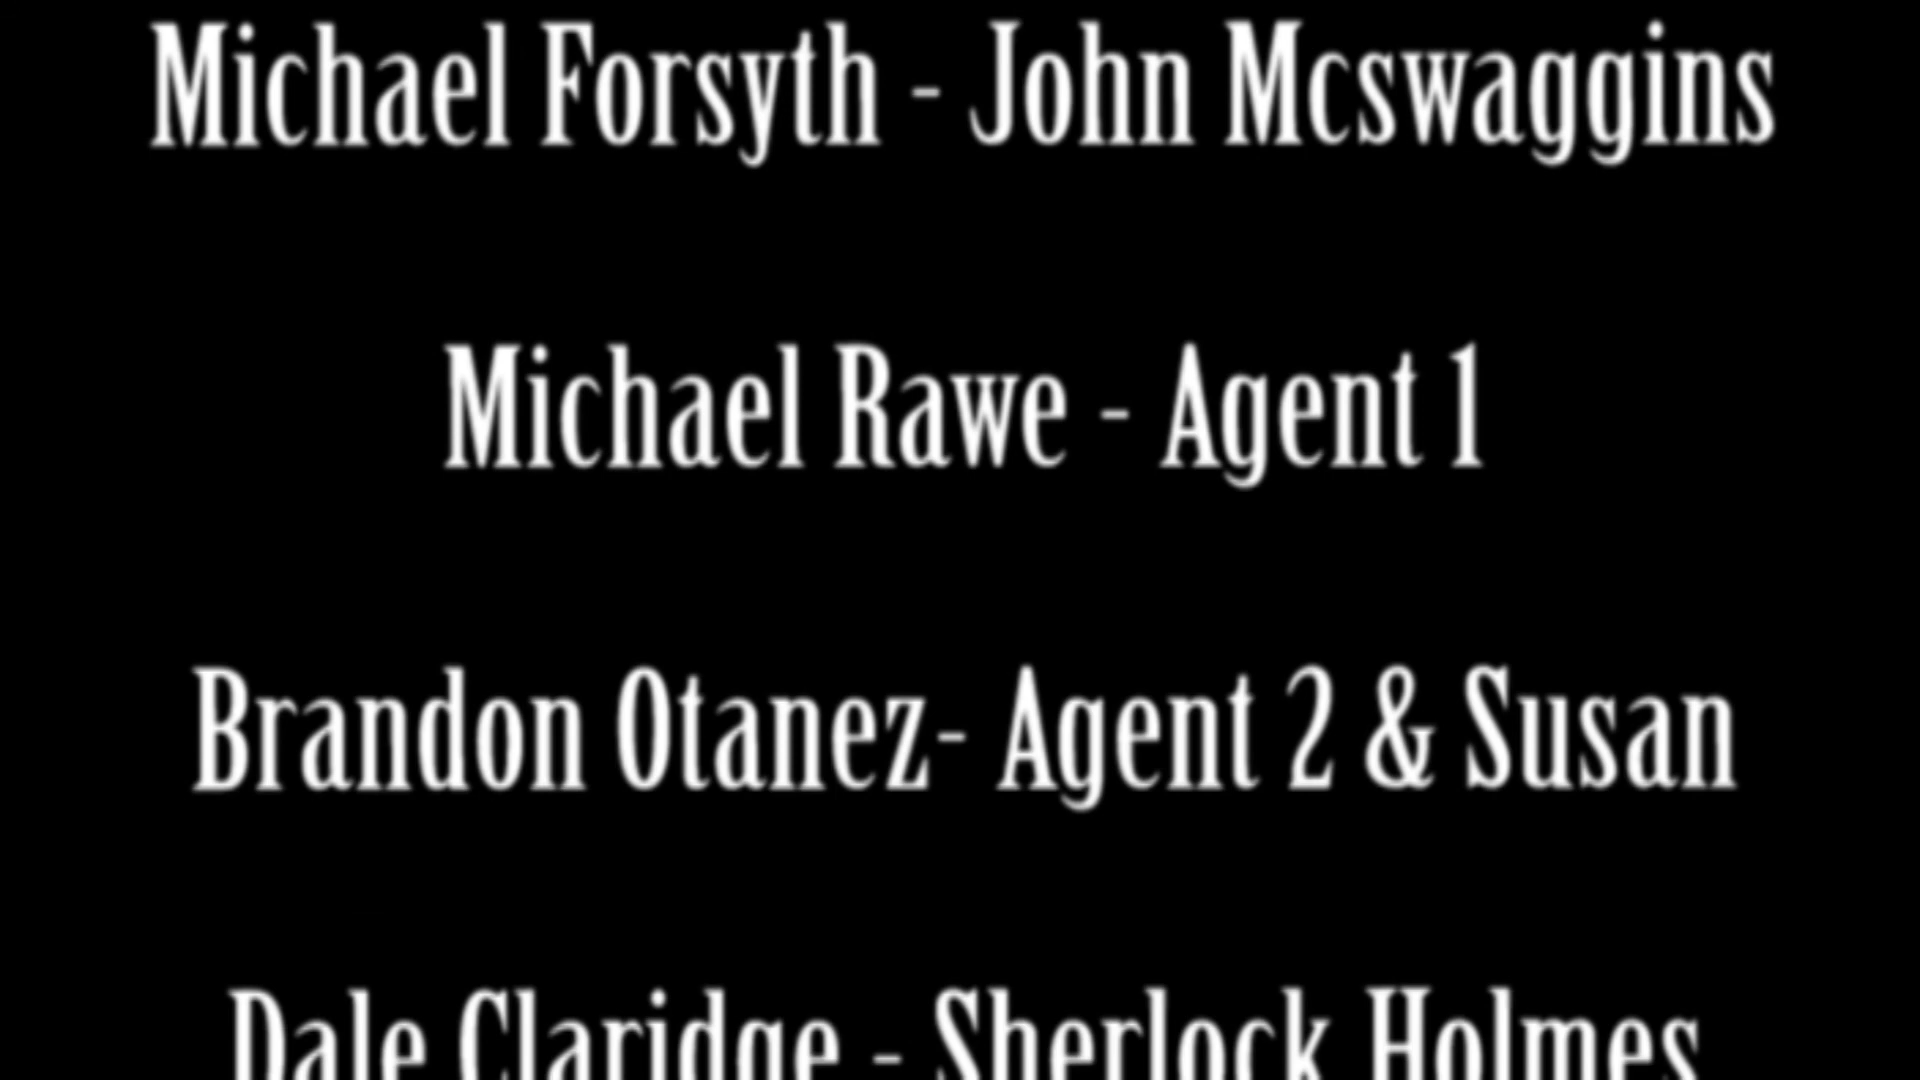 Michael Forsyth - John Mcswaggins
Michael Rawe - Agent 1
Brandon Otanez- Agent 2 & Susan
Dale Claridge - Sherlock Holmes